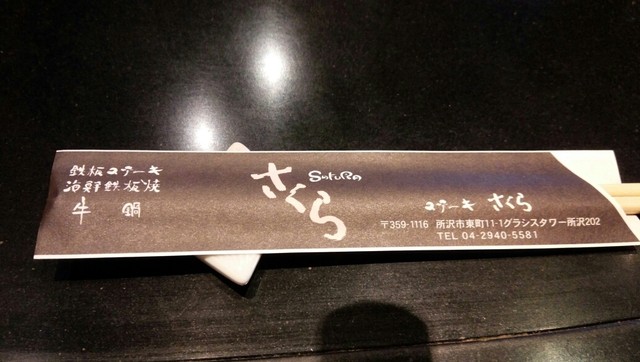 鉄板ステーキ
海鮮鉄板焼
牛 鍋
さくら
SakuRa
ステーキ さくら
〒359-1116 所沢市東町11-1グラシスタワー所沢202
TEL 04-2940-5581